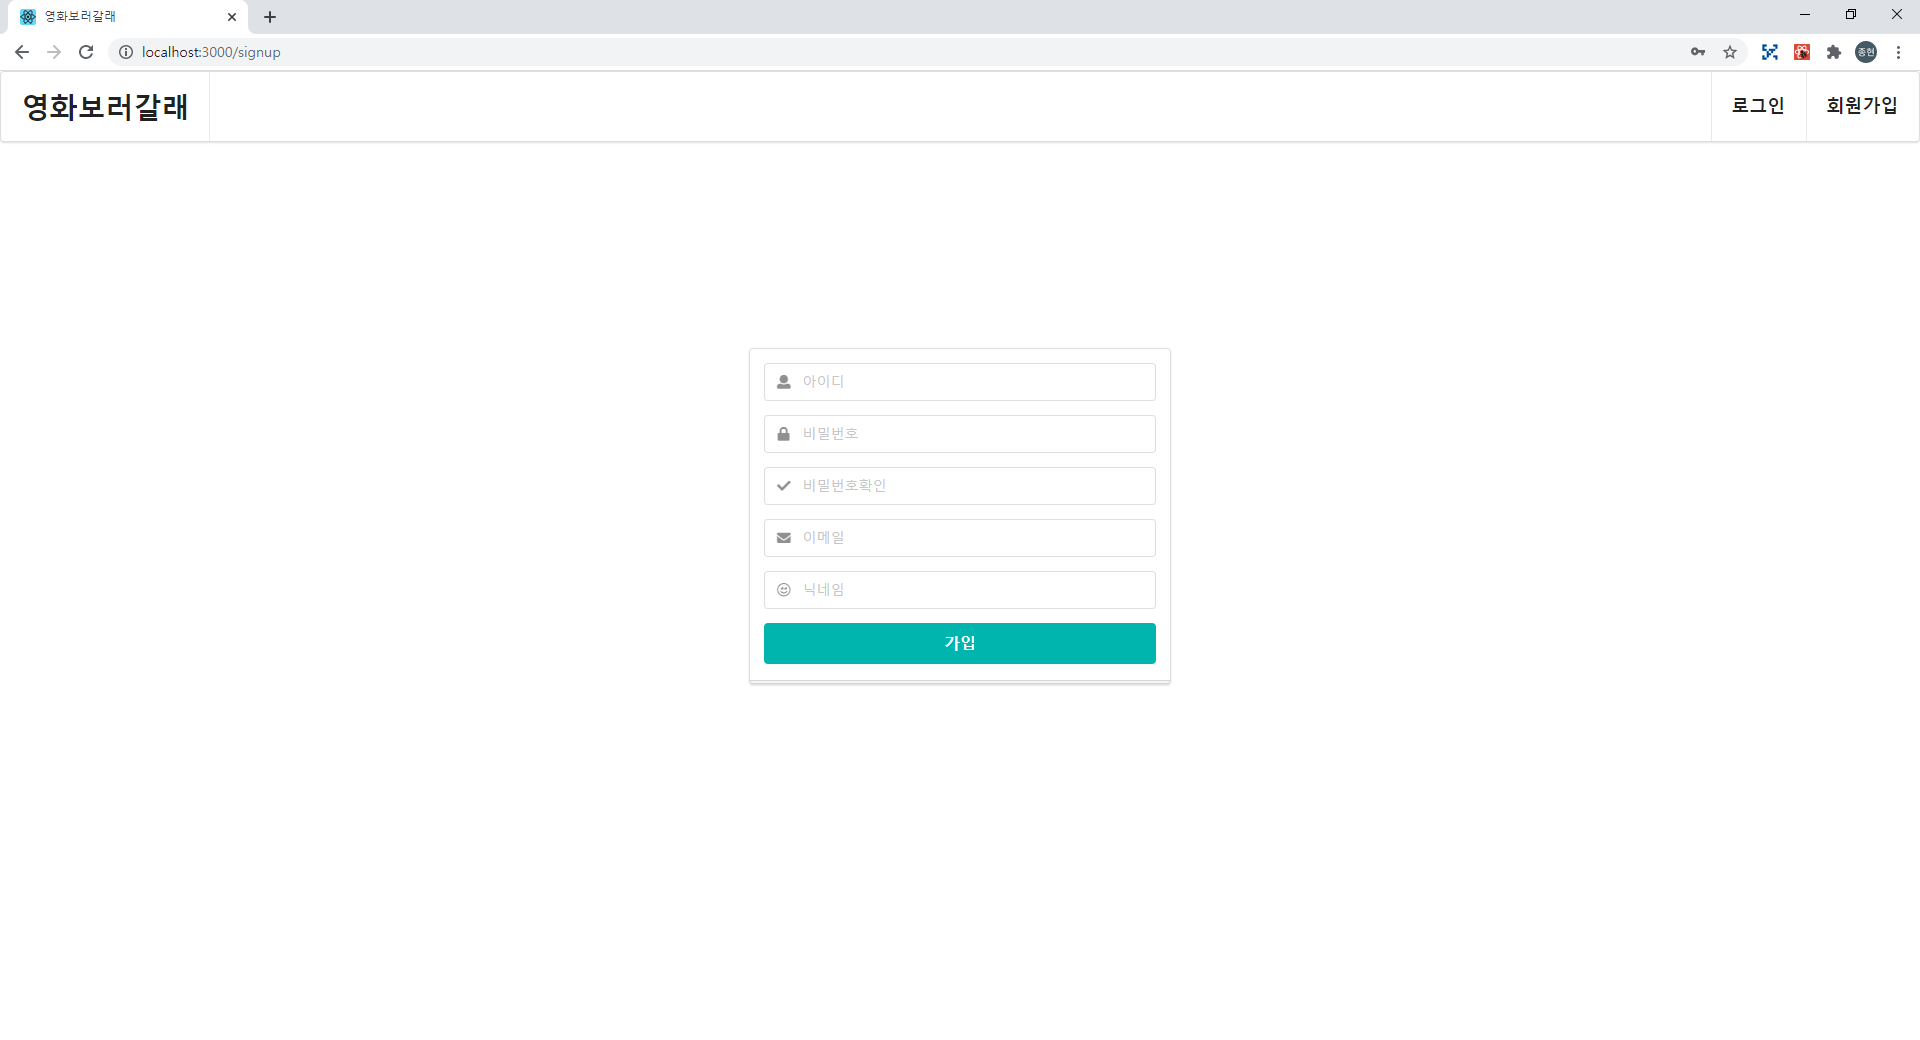 영화보러갈래
localhost:3000/signup
종현
영화보러갈래
로그인
회원가입
아이디
비밀번호
비밀번호확인
이메일
닉네임
가입